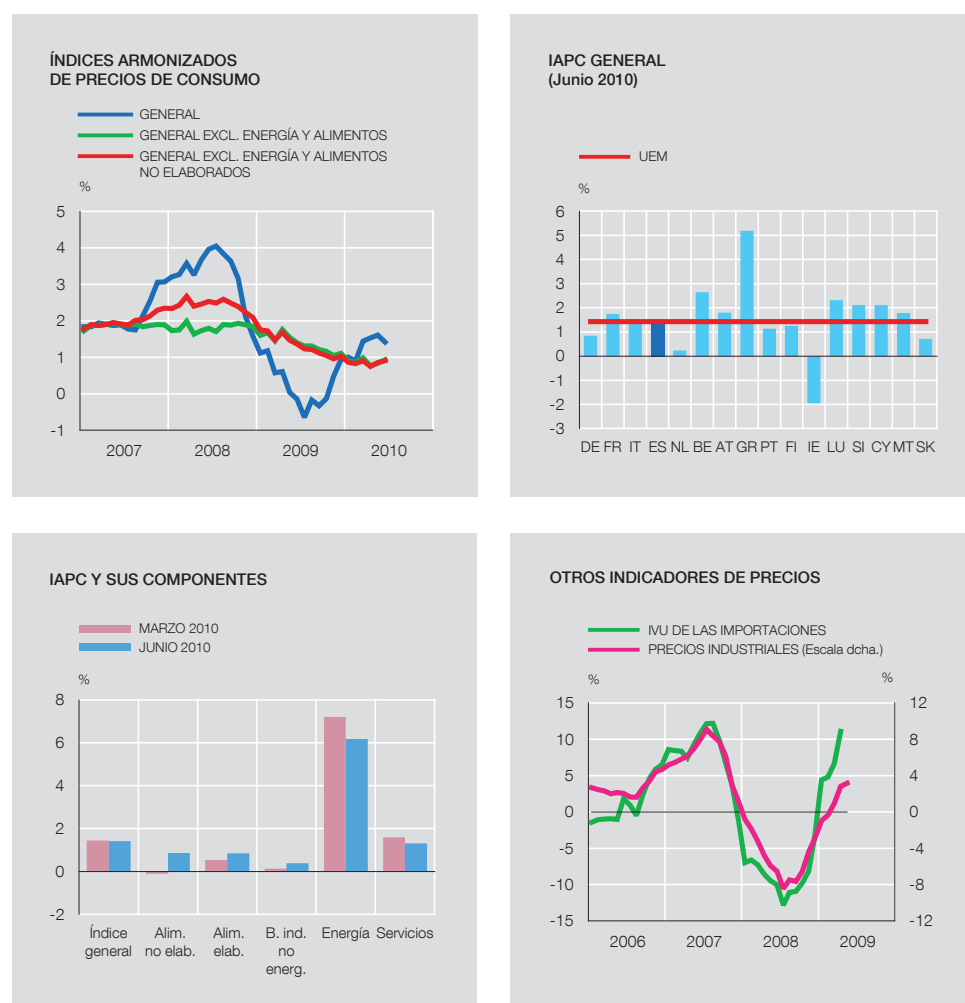 ÍNDICES ARMONIZADOS
DE PRECIOS DE CONSUMO
GENERAL
GENERAL EXCL. ENERGÍA Y ALIMENTOS
GENERAL EXCL. ENERGÍA Y ALIMENTOS
NO ELABORADOS
%
5
4
3
2
1
0
-1
2007 2008 2009 2010
IAPC GENERAL
(Junio 2010)
UEM
%
6
5
4
3
2
1
0
-1
-2
-3
DE FR IT ES NL BE AT GR PT FI IE LU SI CY MT SK
IAPC Y SUS COMPONENTES
MARZO 2010
JUNIO 2010
%
8
6
4
2
0
-2
Índice general
Alim. no elab.
Alim. elab.
B. ind. no energ.
Energía
Servicios
OTROS INDICADORES DE PRECIOS
IVU DE LAS IMPORTACIONES
PRECIOS INDUSTRIALES (Escala dcha.)
% %
15 12
10 8
5 4
0 0
-5 -4
-10 -8
-15 -12
2006 2007 2008 2009